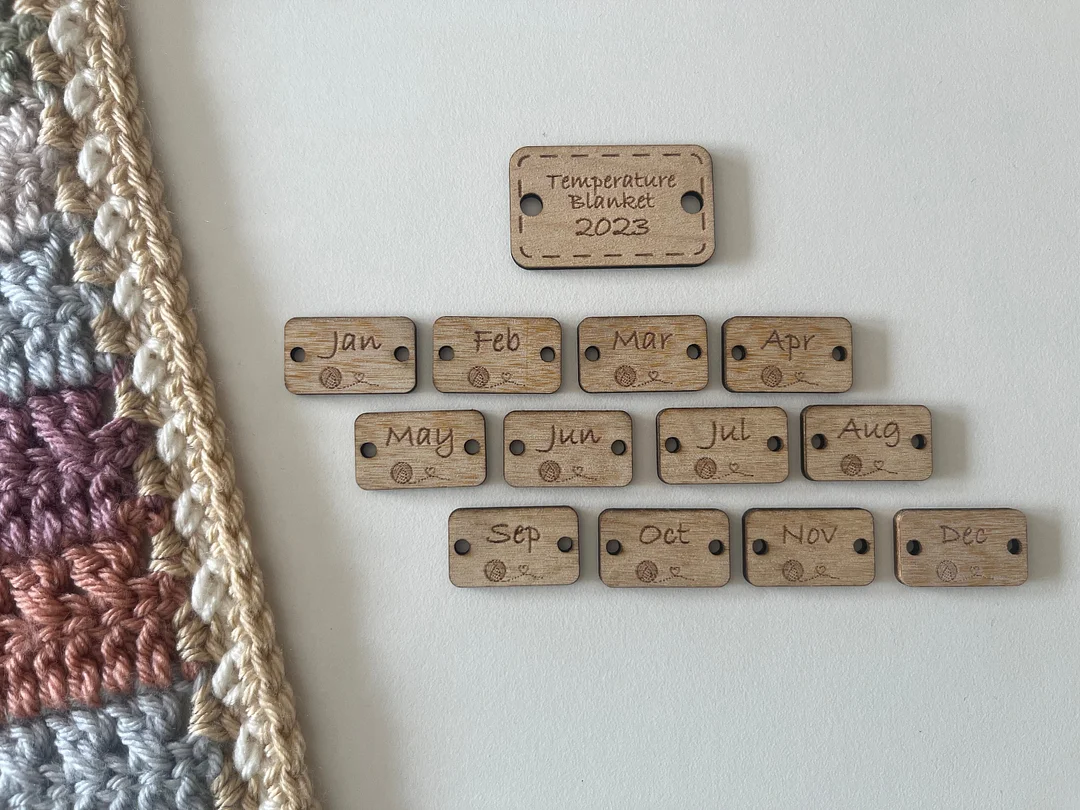 Temperature
Blanket
2023
Jan
Feb
Mar
Apr
May
Jun
Jul
Aug
Sep
Oct
Nov
Dec